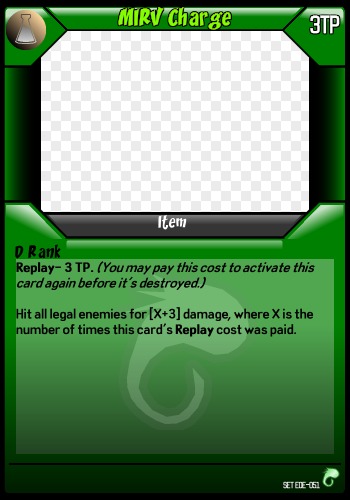 MIRV Charge
3TP
Item
D Rank
Replay- 3 TP. (You may pay this cost to activate this
card again before it's destroyed.)
Hit all legal enemies for [X+3] damage, where X is the
number of times this card's Replay cost was paid.
SET EDE-051